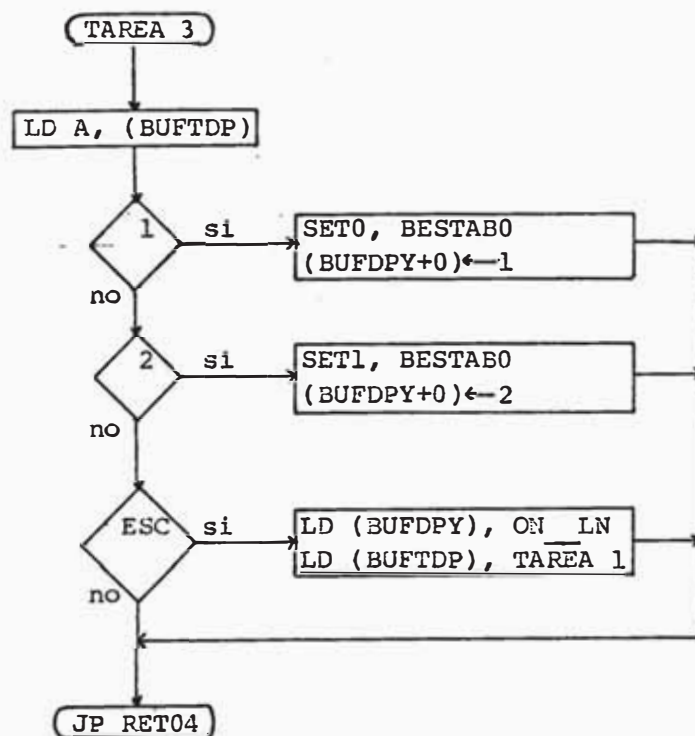 TAREA 3
LD A, (BUFTDP)
1
si
SET0, BESTAB0
(BUFDPY+0)←1
no
2
si
SET1, BESTAB0
(BUFDPY+0)←2
no
ESC
si
LD (BUFDPY), ON__LN
LD (BUFTDP), TAREA 1
no
JP RET04